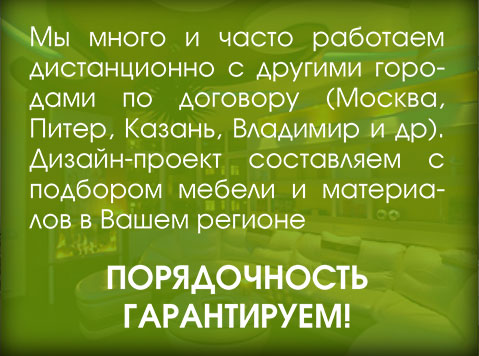 Мы много и часто работаем
дистанционно с другими горо-
дами по договору (Москва,
Питер, Казань, Владимир и др).
Дизайн-проект составляем с
подбором мебели и материа-
лов в Вашем регионе
ПОРЯДОЧНОСТЬ
ГАРАНТИРУЕМ!